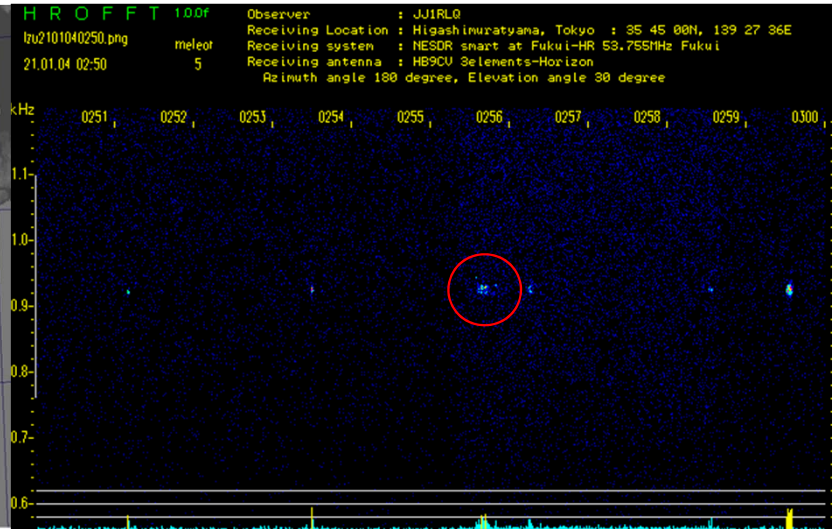 H R O F F T 1.0.0f
Izu2101040250.png
meleot
21.01.04 02:50
5
Observer : JJ1RLQ
Receiving Location : Higashimuratyama, Tokyo : 35 45 00N, 139 27 36E
Receiving system : NESDR smart at Fukui-HR 53.755MHz Fukui
Receiving antenna : HB9CV 3elements-Horizon
Azimuth angle 180 degree, Elevation angle 30 degree
kHz
0251 0252 0253 0254 0255 0256 0257 0258 0259 0300
1.1
1.0
0.9
0.8
0.7
0.6